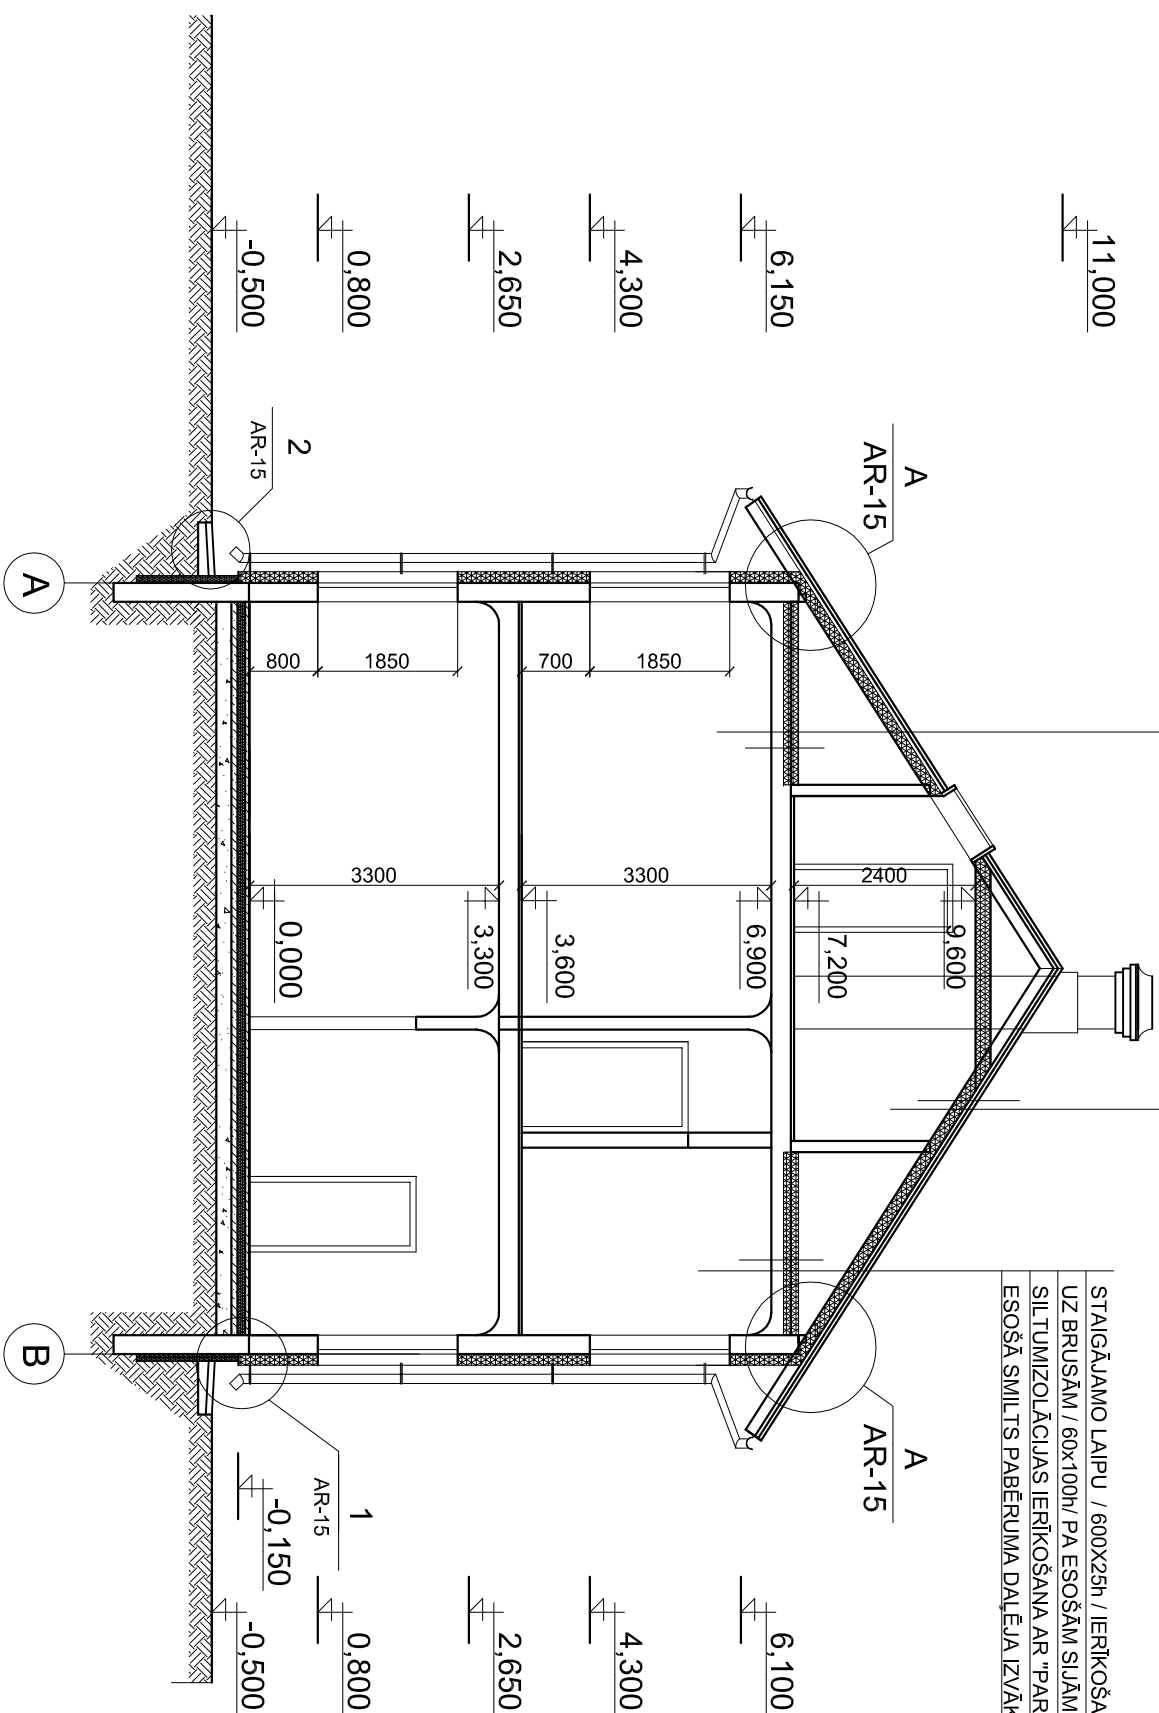 11,000
6,150
4,300
2,650
0,800
-0,500
A
AR-15
2
AR-15
A
800
1850
700
1850
3300
3300
2400
9,600
7,200
6,900
3,600
3,300
0,000
STAIGĀJAMO LAIPU / 600X25h / IERĪKOŠA
UZ BRUSĀM / 60x100h/ PA ESOŠĀM SIJĀM
SILTUMIZOLĀCIJAS IERĪKOŠANA AR "PAR
ESOŠĀ SMILTS PABĒRUMA DAĻĒJA IZVĀK
B
A
AR-15
1
AR-15
-0,150
6,100
4,300
2,650
0,800
-0,500